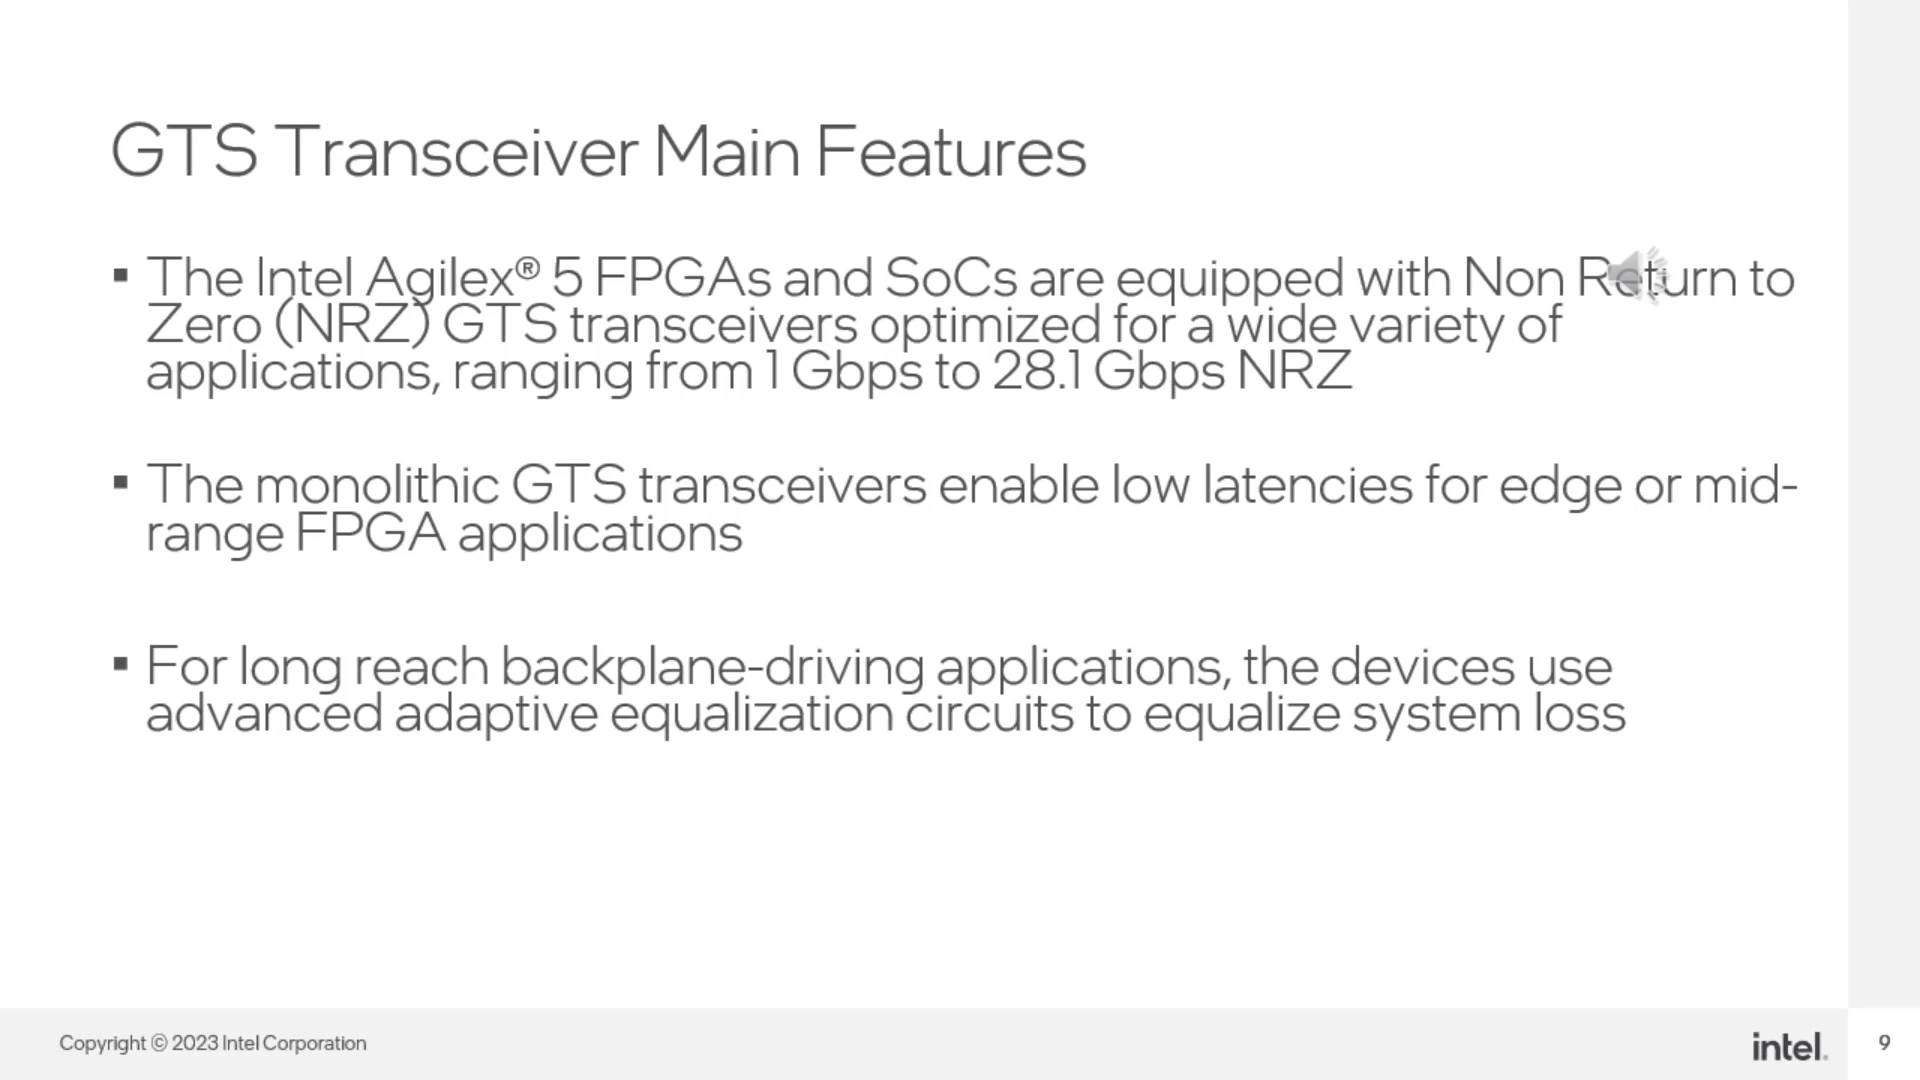 GTS Transceiver Main Features
▪ The Intel Agilex® 5 FPGAs and SoCs are equipped with Non Return to
Zero (NRZ) GTS transceivers optimized for a wide variety of
applications, ranging from 1 Gbps to 28.1 Gbps NRZ
▪ The monolithic GTS transceivers enable low latencies for edge or mid-
range FPGA applications
▪ For long reach backplane-driving applications, the devices use
advanced adaptive equalization circuits to equalize system loss
Copyright © 2023 Intel Corporation
intel.
9